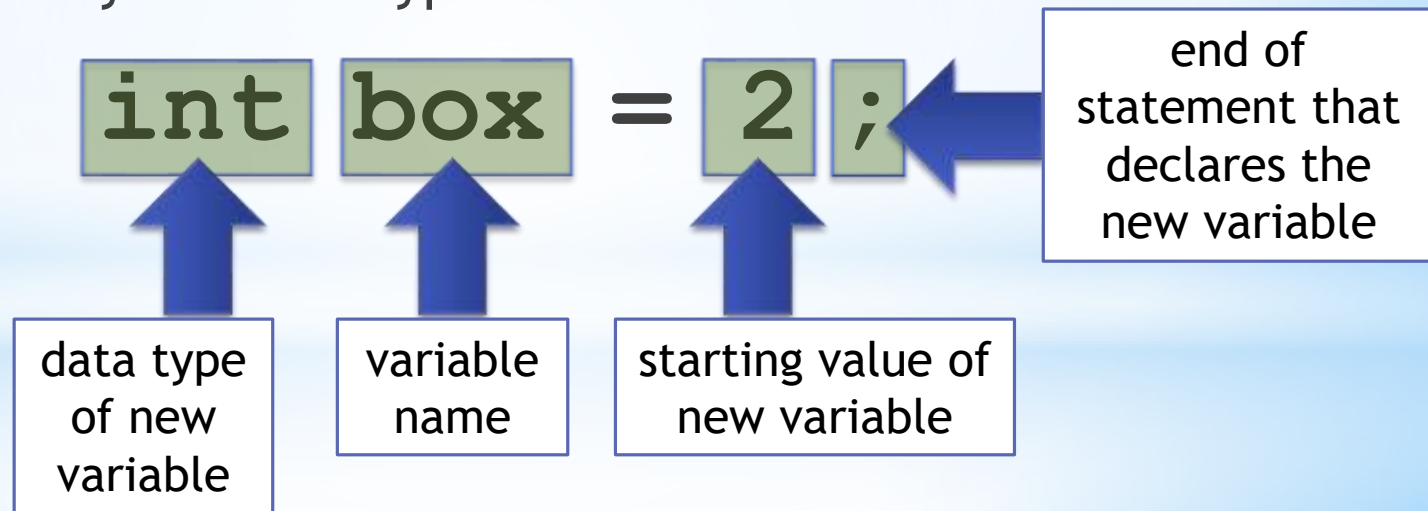 int box = 2 ;
end of
statement that
declares the
new variable
data type
of new
variable
variable
name
starting value of
new variable